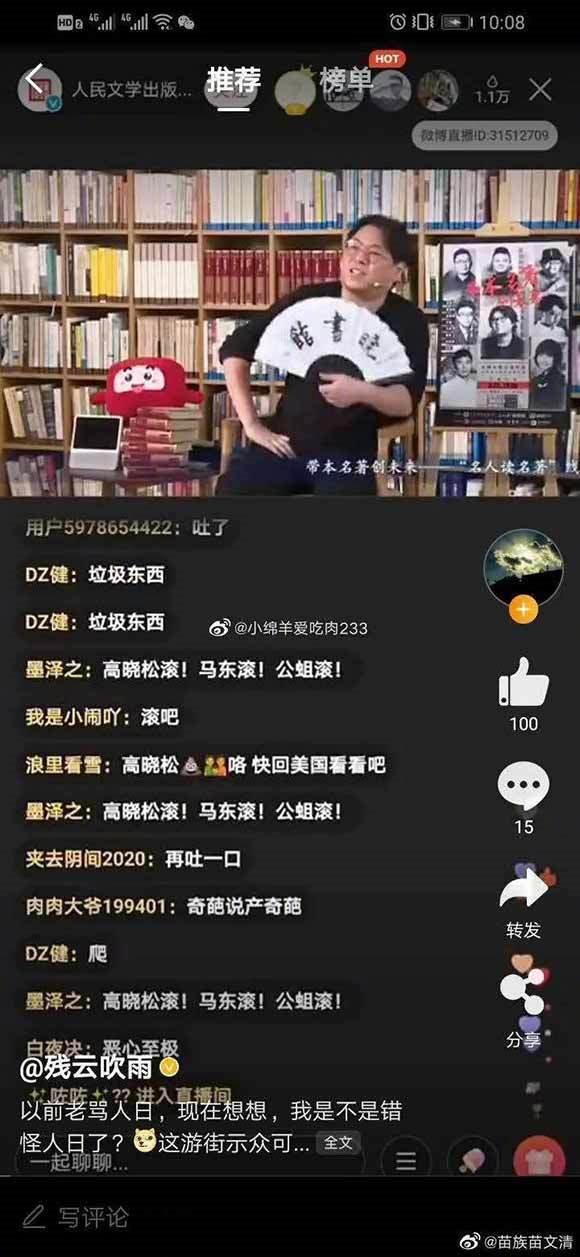 HD 2 4G 4G 10:08
人民文学出版... 推荐 榜单 HOT 1.1万
微博直播ID:31512709
晓書館
带本名著创未来——“名人读名著”
用户5978654422：吐了
DZ健：垃圾东西
DZ健：垃圾东西
@小绵羊爱吃肉233
墨泽之：高晓松滚！马东滚！公蛆滚！
100
我是小闹吖：滚吧
浪里看雪：高晓松💩👫咯 快回美国看看吧
墨泽之：高晓松滚！马东滚！公蛆滚！
15
夹去阴间2020：再吐一口
肉肉大爷199401：奇葩说产奇葩
转发
DZ健：爬
墨泽之：高晓松滚！马东滚！公蛆滚！
白夜决：恶心至极
分享
@残云吹雨
✨咗咗✨?? 进入直播间
以前老骂人日，现在想想，我是不是错
怪人日了？这游街示众可... 全文
一起聊聊...
写评论
@苗族苗文清